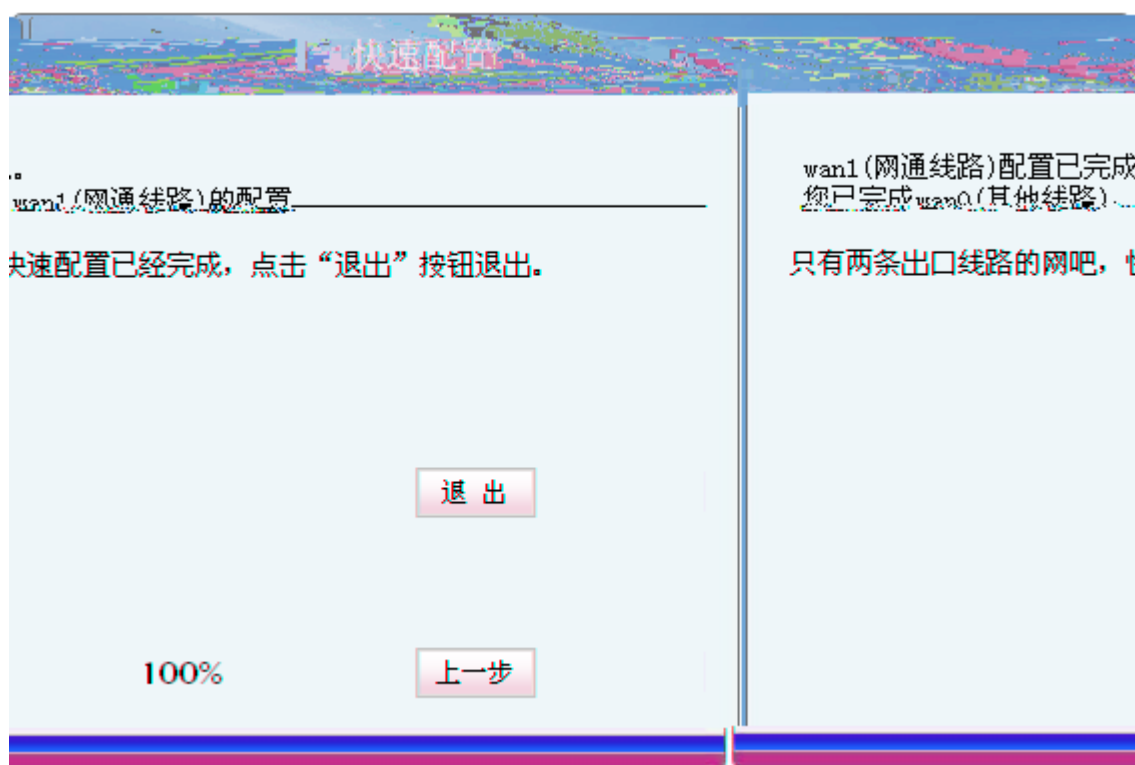 快速配置
。
wan1(网通线路)的配置
快速配置已经完成，点击“退出”按钮退出。
退 出
100%
上一步
wan1(网通线路)配置已完成
您已完成wan0(其他线路)
只有两条出口线路的网吧，